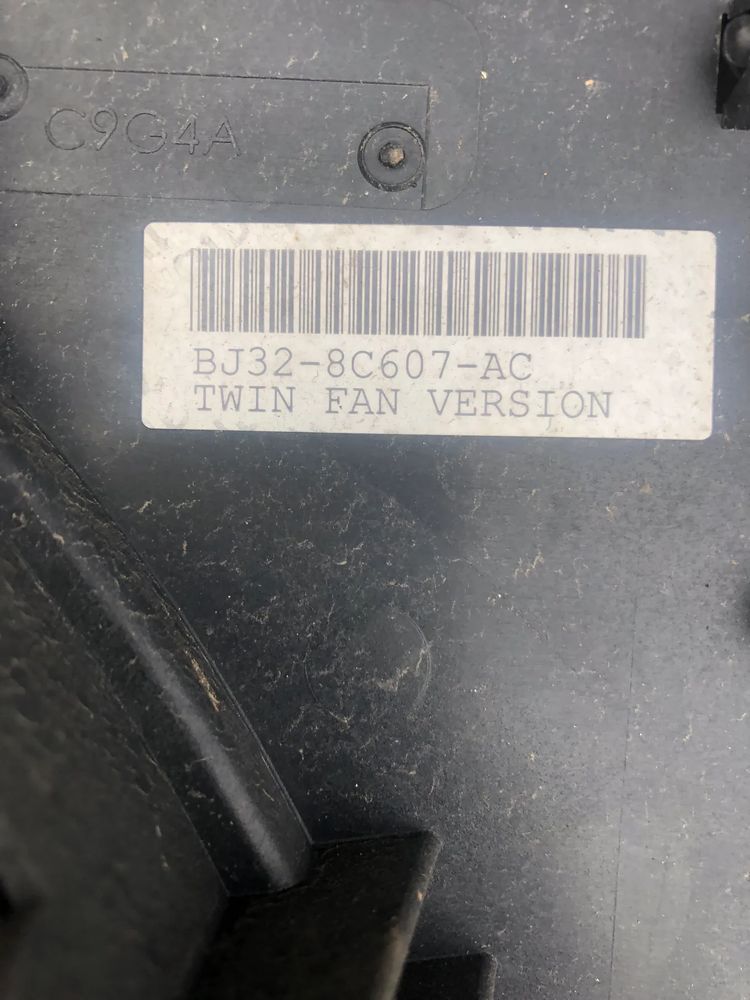 C9G4A
BJ32-8C607-AC
TWIN FAN VERSION